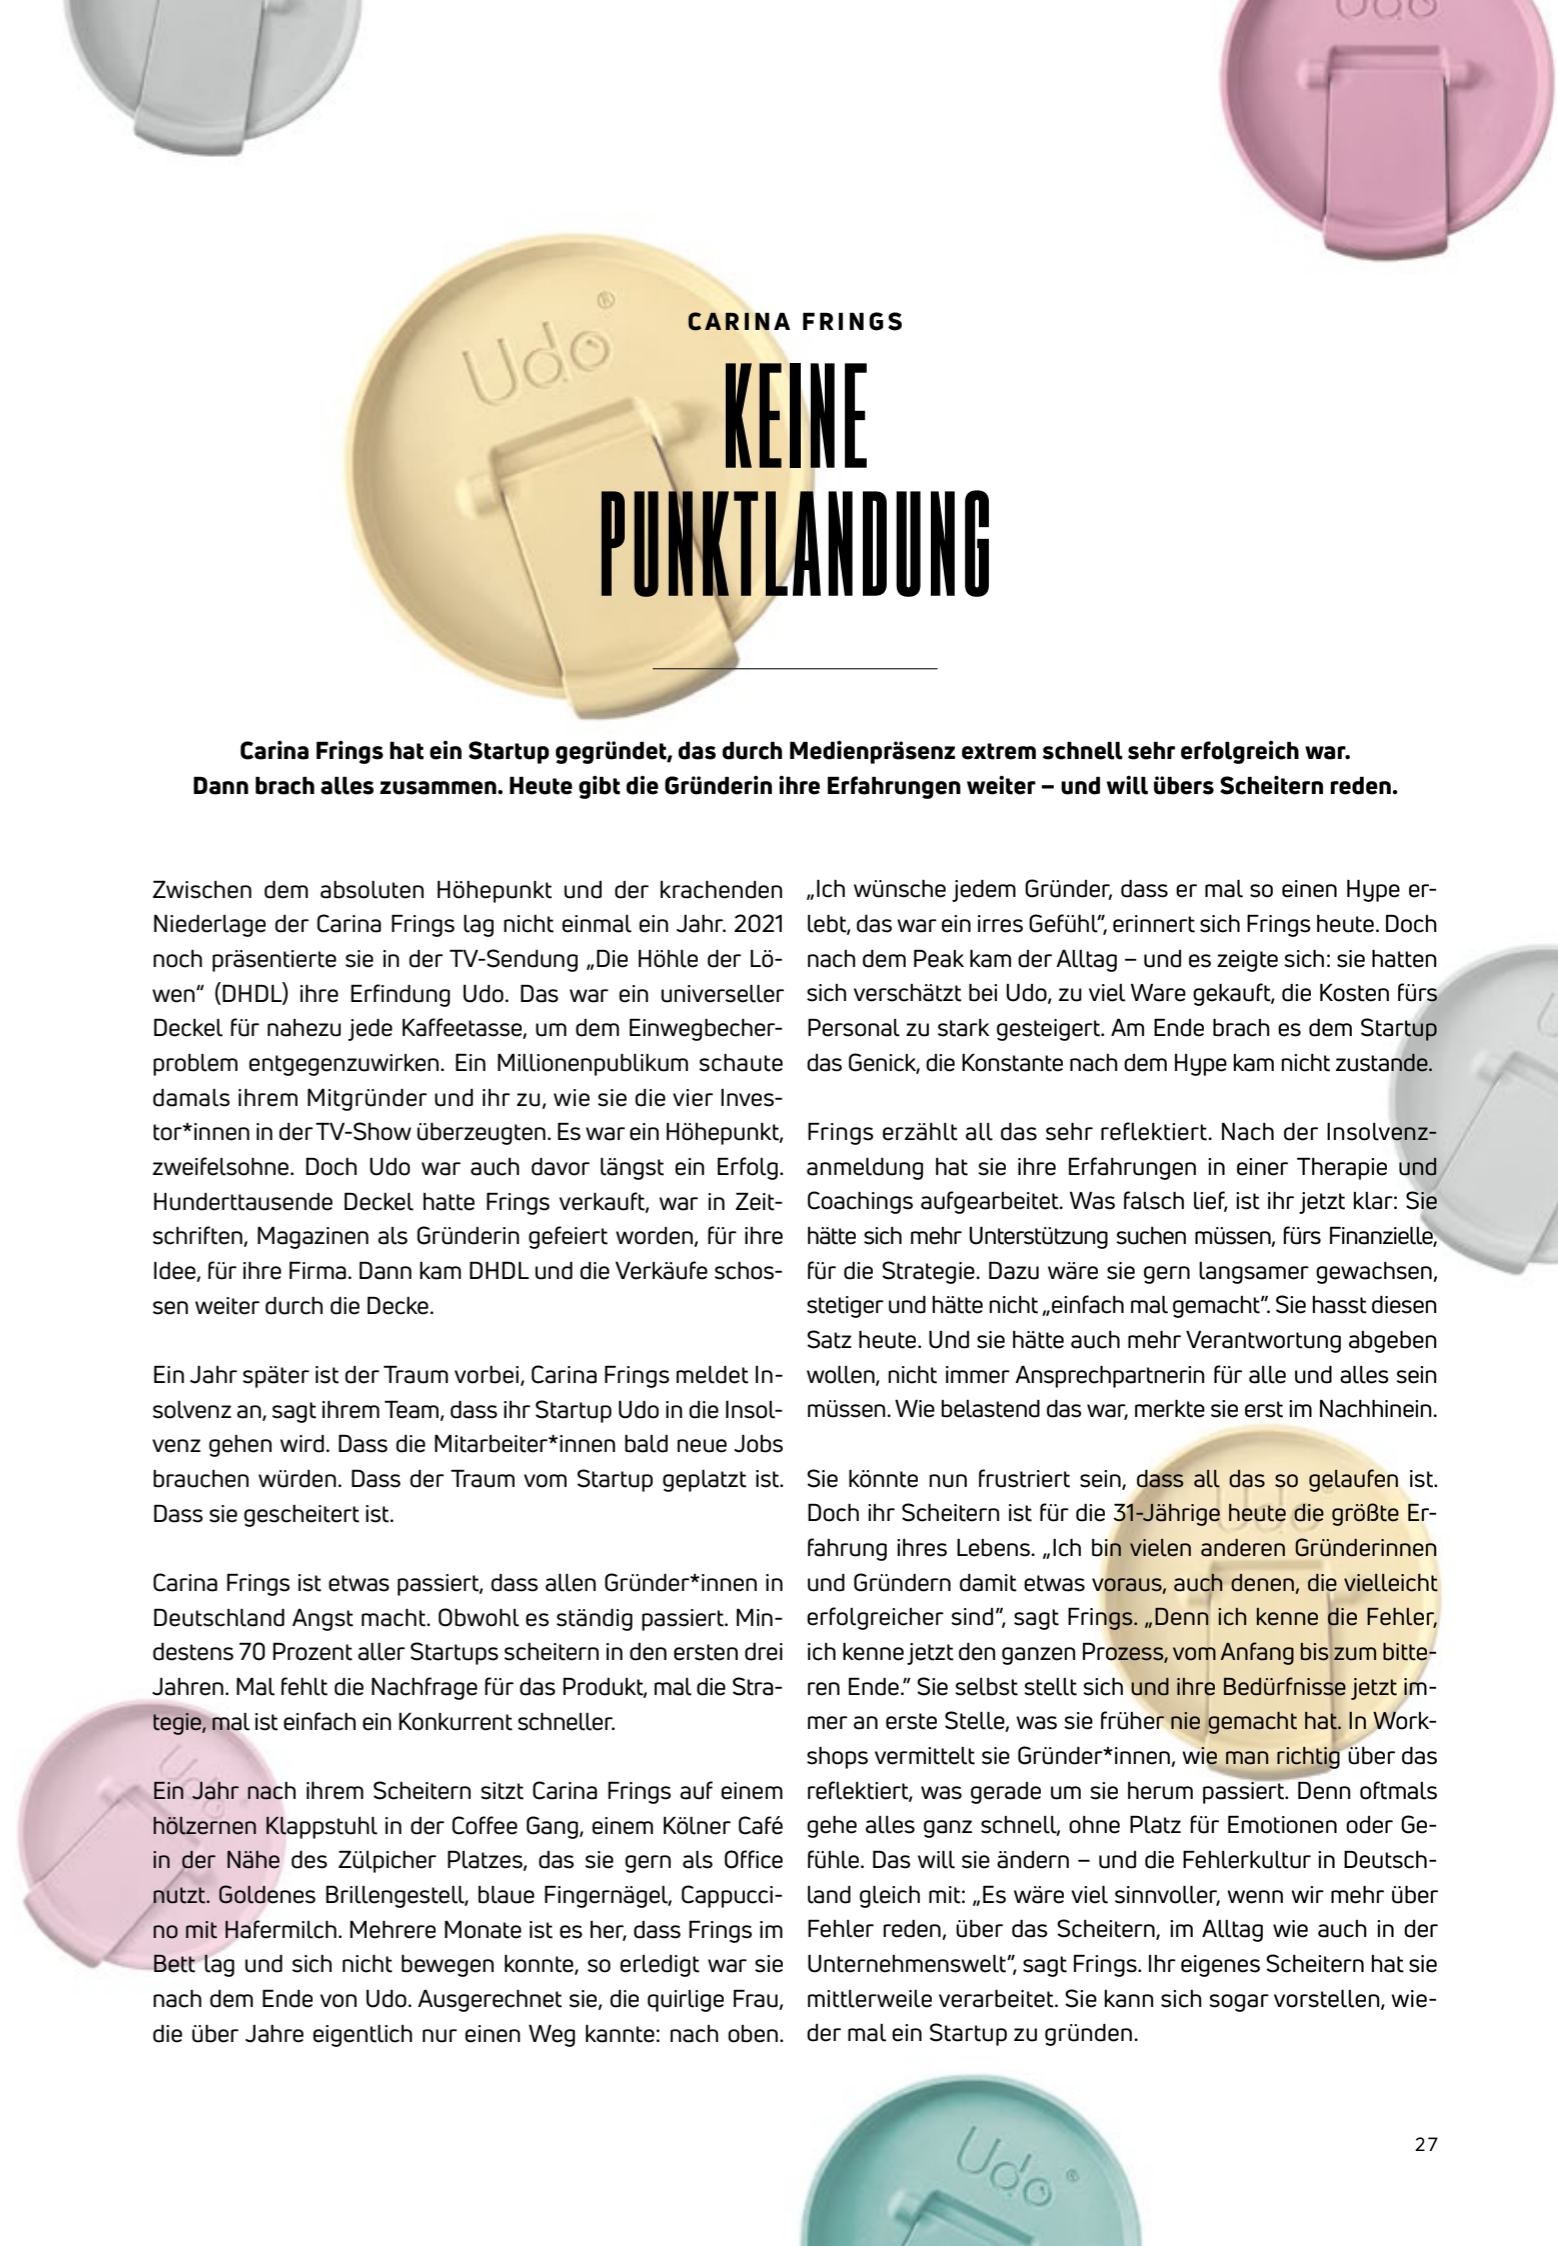 Udo
Udo®
CARINA FRINGS
KEINE
PUNKTLANDUNG
Carina Frings hat ein Startup gegründet, das durch Medienpräsenz extrem schnell sehr erfolgreich war.
Dann brach alles zusammen. Heute gibt die Gründerin ihre Erfahrungen weiter – und will übers Scheitern reden.
Zwischen dem absoluten Höhepunkt und der krachenden
Niederlage der Carina Frings lag nicht einmal ein Jahr. 2021
noch präsentierte sie in der TV-Sendung „Die Höhle der Lö-
wen“ (DHDL) ihre Erfindung Udo. Das war ein universeller
Deckel für nahezu jede Kaffeetasse, um dem Einwegbecher-
problem entgegenzuwirken. Ein Millionenpublikum schaute
damals ihrem Mitgründer und ihr zu, wie sie die vier Inves-
tor*innen in der TV-Show überzeugten. Es war ein Höhepunkt,
zweifelsohne. Doch Udo war auch davor längst ein Erfolg.
Hunderttausende Deckel hatte Frings verkauft, war in Zeit-
schriften, Magazinen als Gründerin gefeiert worden, für ihre
Idee, für ihre Firma. Dann kam DHDL und die Verkäufe schos-
sen weiter durch die Decke.
Ein Jahr später ist der Traum vorbei, Carina Frings meldet In-
solvenz an, sagt ihrem Team, dass ihr Startup Udo in die Insol-
venz gehen wird. Dass die Mitarbeiter*innen bald neue Jobs
brauchen würden. Dass der Traum vom Startup geplatzt ist.
Dass sie gescheitert ist.
Carina Frings ist etwas passiert, dass allen Gründer*innen in
Deutschland Angst macht. Obwohl es ständig passiert. Min-
destens 70 Prozent aller Startups scheitern in den ersten drei
Jahren. Mal fehlt die Nachfrage für das Produkt, mal die Stra-
tegie, mal ist einfach ein Konkurrent schneller.
Ein Jahr nach ihrem Scheitern sitzt Carina Frings auf einem
hölzernen Klappstuhl in der Coffee Gang, einem Kölner Café
in der Nähe des Zülpicher Platzes, das sie gern als Office
nutzt. Goldenes Brillengestell, blaue Fingernägel, Cappucci-
no mit Hafermilch. Mehrere Monate ist es her, dass Frings im
Bett lag und sich nicht bewegen konnte, so erledigt war sie
nach dem Ende von Udo. Ausgerechnet sie, die quirlige Frau,
die über Jahre eigentlich nur einen Weg kannte: nach oben.
„Ich wünsche jedem Gründer, dass er mal so einen Hype er-
lebt, das war ein irres Gefühl”, erinnert sich Frings heute. Doch
nach dem Peak kam der Alltag – und es zeigte sich: sie hatten
sich verschätzt bei Udo, zu viel Ware gekauft, die Kosten fürs
Personal zu stark gesteigert. Am Ende brach es dem Startup
das Genick, die Konstante nach dem Hype kam nicht zustande.
Frings erzählt all das sehr reflektiert. Nach der Insolvenz-
anmeldung hat sie ihre Erfahrungen in einer Therapie und
Coachings aufgearbeitet. Was falsch lief, ist ihr jetzt klar: Sie
hätte sich mehr Unterstützung suchen müssen, fürs Finanzielle,
für die Strategie. Dazu wäre sie gern langsamer gewachsen,
stetiger und hätte nicht „einfach mal gemacht”. Sie hasst diesen
Satz heute. Und sie hätte auch mehr Verantwortung abgeben
wollen, nicht immer Ansprechpartnerin für alle und alles sein
müssen. Wie belastend das war, merkte sie erst im Nachhinein.
Sie könnte nun frustriert sein, dass all das so gelaufen ist.
Doch ihr Scheitern ist für die 31-Jährige heute die größte Er-
fahrung ihres Lebens. „Ich bin vielen anderen Gründerinnen
und Gründern damit etwas voraus, auch denen, die vielleicht
erfolgreicher sind”, sagt Frings. „Denn ich kenne die Fehler,
ich kenne jetzt den ganzen Prozess, vom Anfang bis zum bitte-
ren Ende.” Sie selbst stellt sich und ihre Bedürfnisse jetzt im-
mer an erste Stelle, was sie früher nie gemacht hat. In Work-
shops vermittelt sie Gründer*innen, wie man richtig über das
reflektiert, was gerade um sie herum passiert. Denn oftmals
gehe alles ganz schnell, ohne Platz für Emotionen oder Ge-
fühle. Das will sie ändern – und die Fehlerkultur in Deutsch-
land gleich mit: „Es wäre viel sinnvoller, wenn wir mehr über
Fehler reden, über das Scheitern, im Alltag wie auch in der
Unternehmenswelt”, sagt Frings. Ihr eigenes Scheitern hat sie
mittlerweile verarbeitet. Sie kann sich sogar vorstellen, wie-
der mal ein Startup zu gründen.
Udo
Udo
Udo®
27